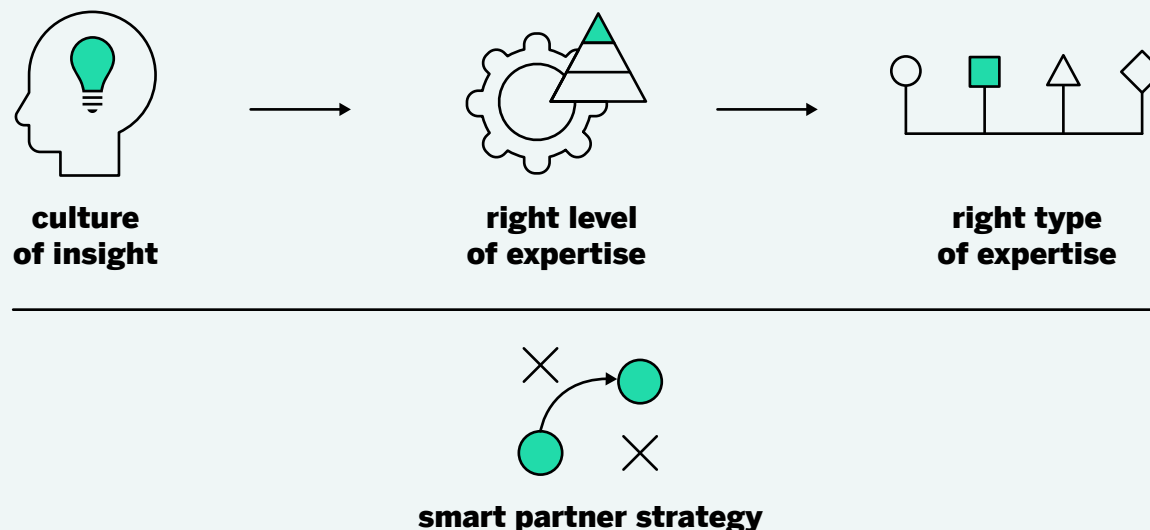 culture
of insight
right level
of expertise
right type
of expertise
smart partner strategy